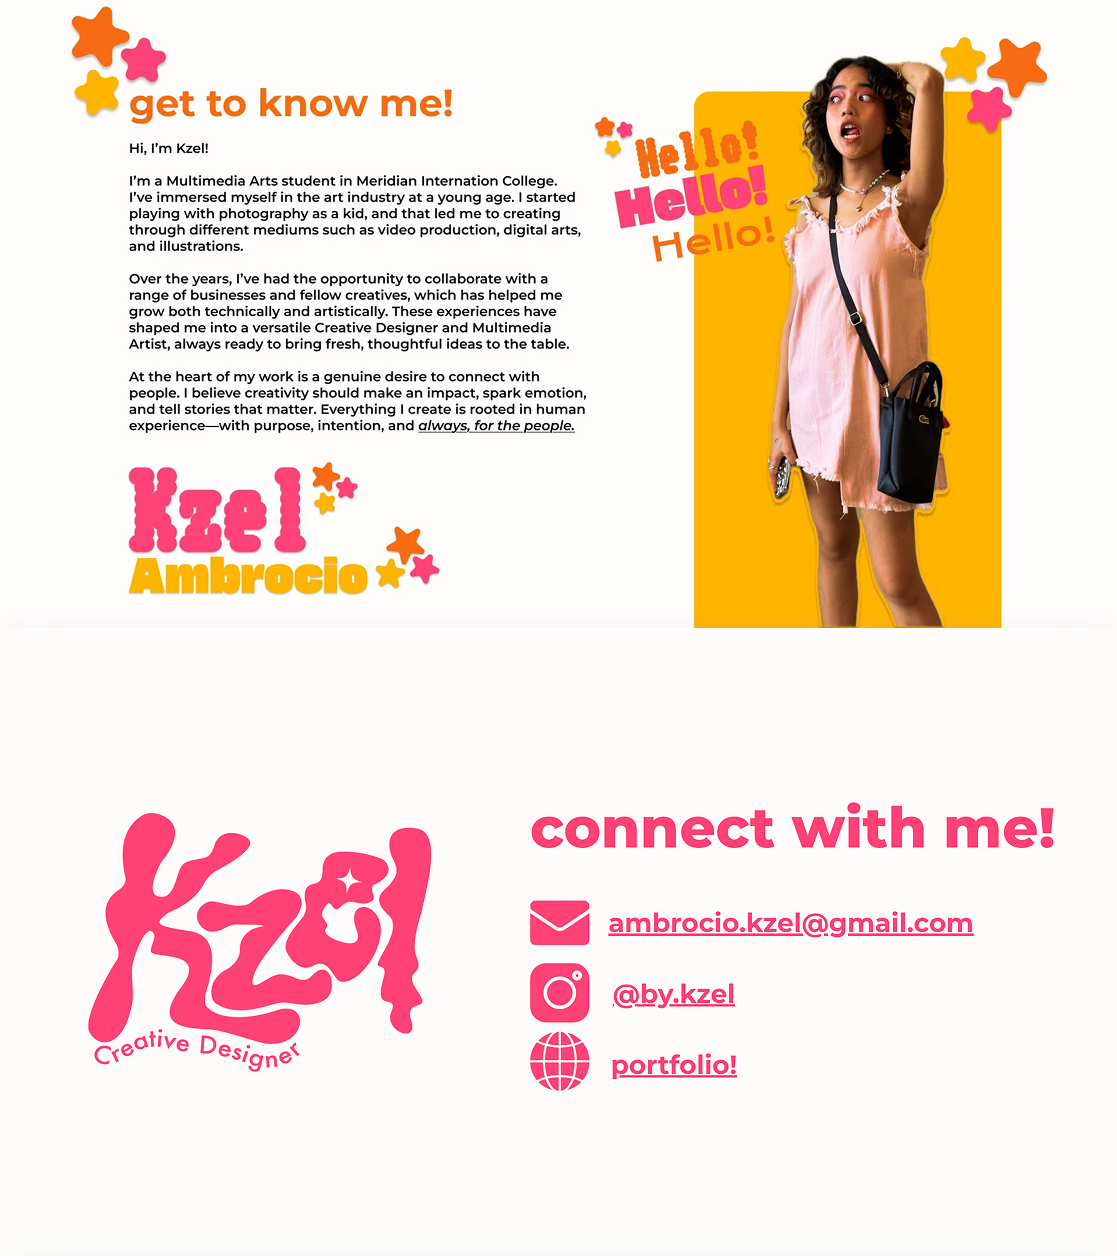 get to know me!
Hi, I'm Kzel!
I'm a Multimedia Arts student in Meridian Internation College.
I've immersed myself in the art industry at a young age. I started
playing with photography as a kid, and that led me to creating
through different mediums such as video production, digital arts,
and illustrations.
Over the years, I've had the opportunity to collaborate with a
range of businesses and fellow creatives, which has helped me
grow both technically and artistically. These experiences have
shaped me into a versatile Creative Designer and Multimedia
Artist, always ready to bring fresh, thoughtful ideas to the table.
At the heart of my work is a genuine desire to connect with
people. I believe creativity should make an impact, spark emotion,
and tell stories that matter. Everything I create is rooted in human
experience—with purpose, intention, and always, for the people.
Kzel
Ambrocio
Hello!
Hello!
Hello!
Kzel
Creative Designer
connect with me!
ambrocio.kzel@gmail.com
@by.kzel
portfolio!